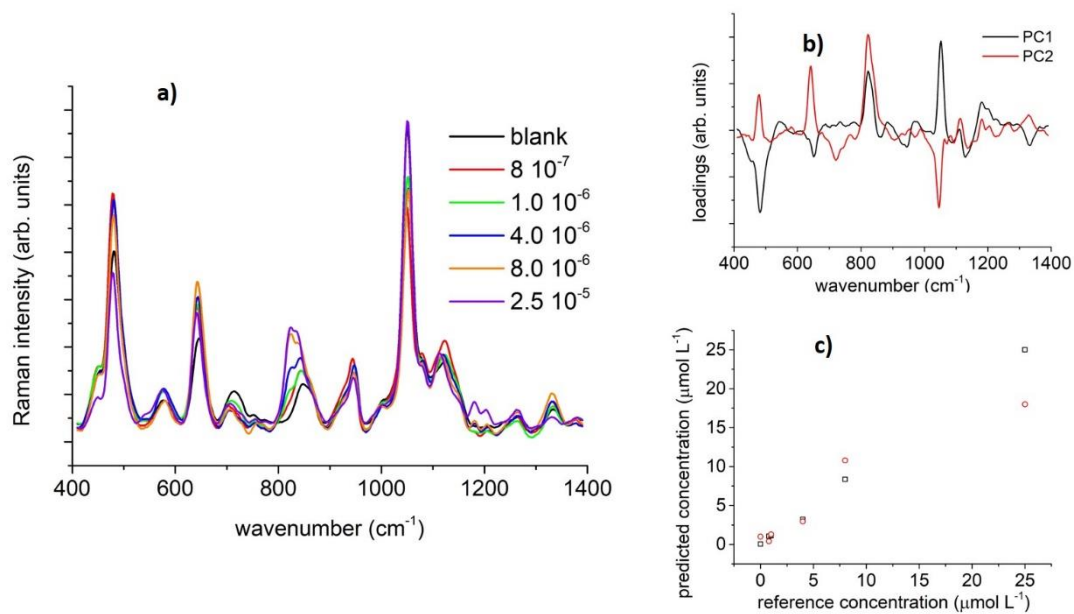 a)
blank
8 10⁻⁷
1.0 10⁻⁶
4.0 10⁻⁶
8.0 10⁻⁶
2.5 10⁻⁵
Raman intensity (arb. units)
400 600 800 1000 1200 1400
wavenumber (cm⁻¹)
b)
PC1
PC2
loadings (arb. units)
400 600 800 1000 1200 1400
wavenumber (cm⁻¹)
c)
predicted concentration (μmol L⁻¹)
25
20
15
10
5
0
0 5 10 15 20 25
reference concentration (μmol L⁻¹)